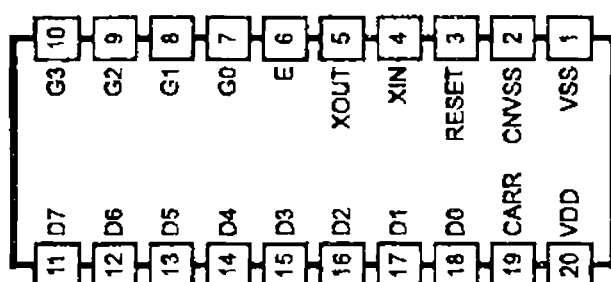 10 9 8 7 6 5 4 3 2 1
G3 G2 G1 G0 E XOUT XIN RESET CNVSS VSS
D7 D6 D5 D4 D3 D2 D1 D0 CARR VDD
11 12 13 14 15 16 17 18 19 20